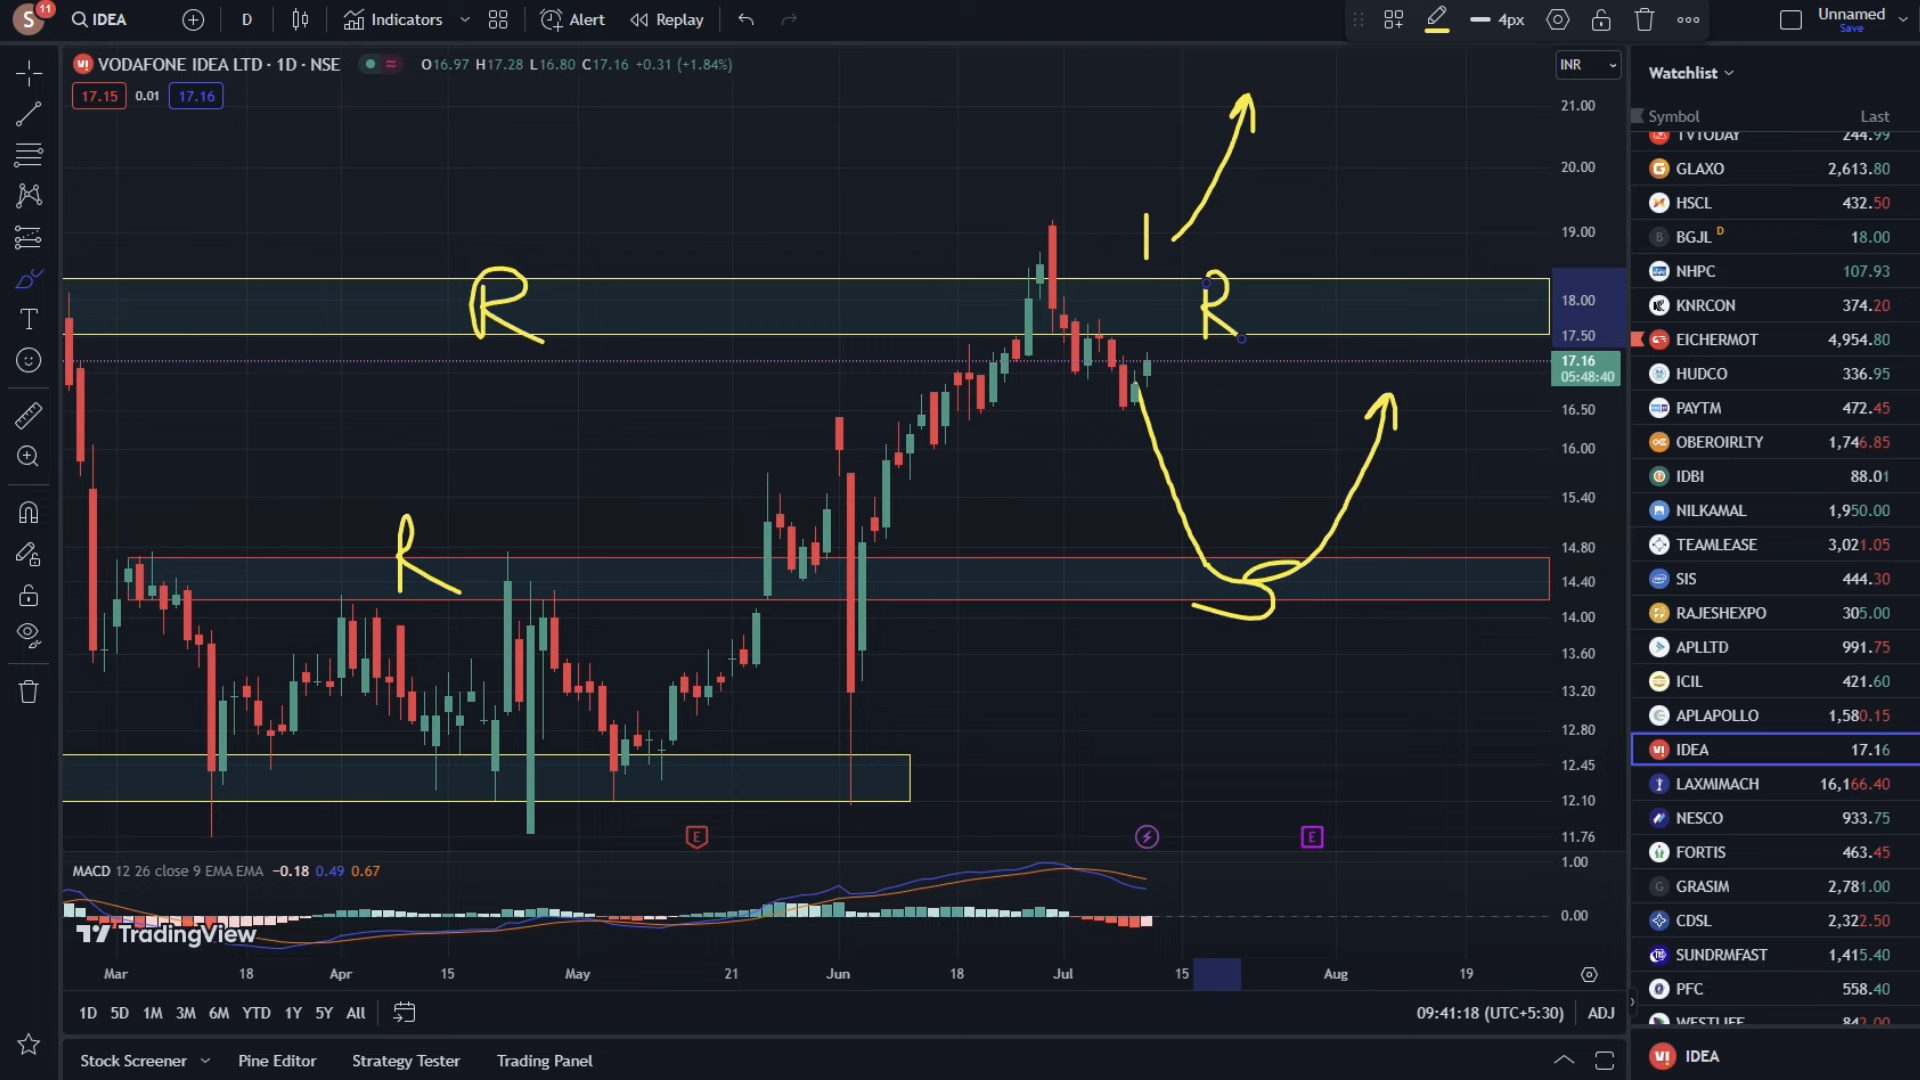 S 11 IDEA D Indicators Alert Replay 4px Unnamed
Save
VODAFONE IDEA LTD · 1D · NSE O16.97 H17.28 L16.80 C17.16 +0.31 (+1.84%)
17.15 0.01 17.16
INR
21.00
20.00
19.00
18.00
17.50
17.16
05:48:40
16.50
16.00
15.40
14.80
14.40
14.00
13.60
13.20
12.80
12.45
12.10
11.76
1
R R
R
S
E E
MACD 12 26 close 9 EMA EMA −0.18 0.49 0.67
1.00
0.00
TradingView
Mar 18 Apr 15 May 21 Jun 18 Jul 15 Aug 19
1D 5D 1M 3M 6M YTD 1Y 5Y All 09:41:18 (UTC+5:30) ADJ
Stock Screener Pine Editor Strategy Tester Trading Panel
Watchlist
Symbol Last
TVTODAY 244.99
GLAXO 2,613.80
HSCL 432.50
BGJL D 18.00
NHPC 107.93
KNRCON 374.20
EICHERMOT 4,954.80
HUDCO 336.95
PAYTM 472.45
OBEROIRLTY 1,746.85
IDBI 88.01
NILKAMAL 1,950.00
TEAMLEASE 3,021.05
SIS 444.30
RAJESHEXPO 305.00
APLLTD 991.75
ICIL 421.60
APLAPOLLO 1,580.15
IDEA 17.16
LAXMIMACH 16,166.40
NESCO 933.75
FORTIS 463.45
GRASIM 2,781.00
CDSL 2,322.50
SUNDRMFAST 1,415.40
PFC 558.40
WESTLIFE 842.00
IDEA